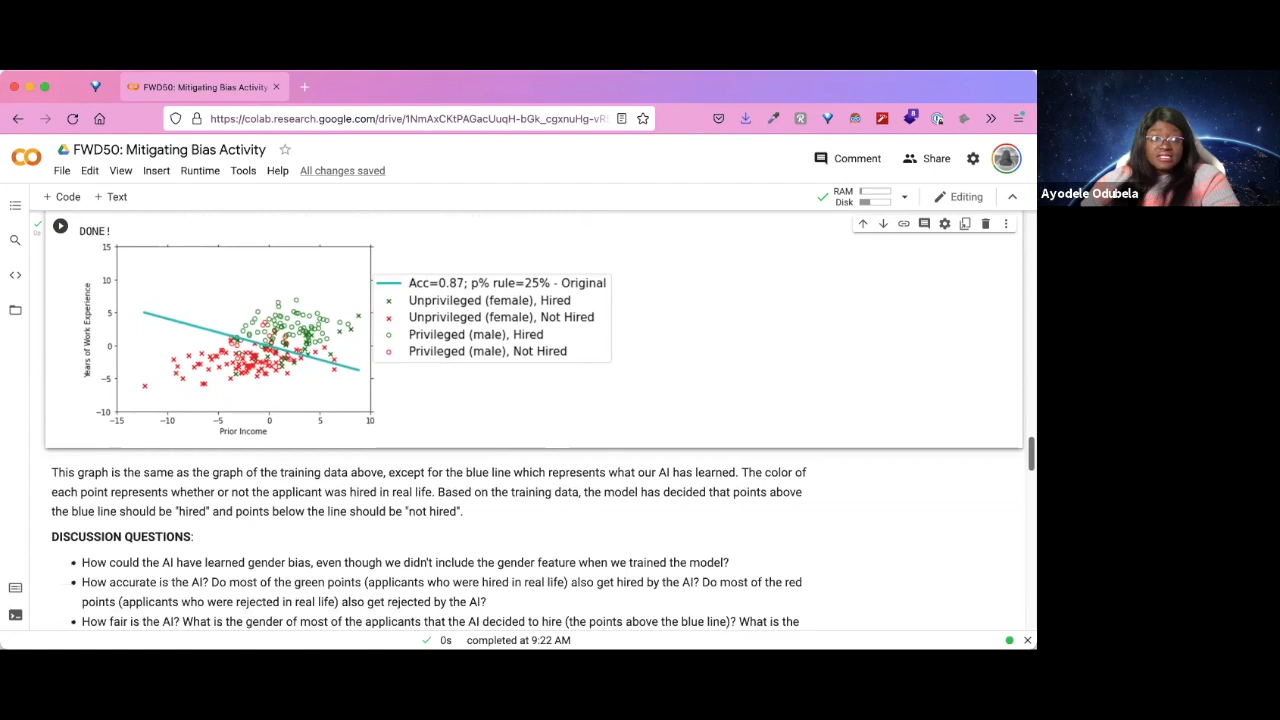 FWD50: Mitigating Bias Activity
https://colab.research.google.com/drive/1NmAxCKtPAGacUuqH-bGk_cgxnuHg-vR
8
FWD50: Mitigating Bias Activity
File Edit View Insert Runtime Tools Help All changes saved
Comment Share
+ Code + Text
RAM
Disk
Editing
0s
DONE!
Years of Work Experience
15
10
5
0
−5
−10
−15 −10 −5 0 5 10
Prior Income
Acc=0.87; p% rule=25% - Original
Unprivileged (female), Hired
Unprivileged (female), Not Hired
Privileged (male), Hired
Privileged (male), Not Hired
This graph is the same as the graph of the training data above, except for the blue line which represents what our AI has learned. The color of
each point represents whether or not the applicant was hired in real life. Based on the training data, the model has decided that points above
the blue line should be "hired" and points below the line should be "not hired".
DISCUSSION QUESTIONS:
• How could the AI have learned gender bias, even though we didn't include the gender feature when we trained the model?
• How accurate is the AI? Do most of the green points (applicants who were hired in real life) also get hired by the AI? Do most of the red
points (applicants who were rejected in real life) also get rejected by the AI?
• How fair is the AI? What is the gender of most of the applicants that the AI decided to hire (the points above the blue line)? What is the
0s completed at 9:22 AM
Ayodele Odubela